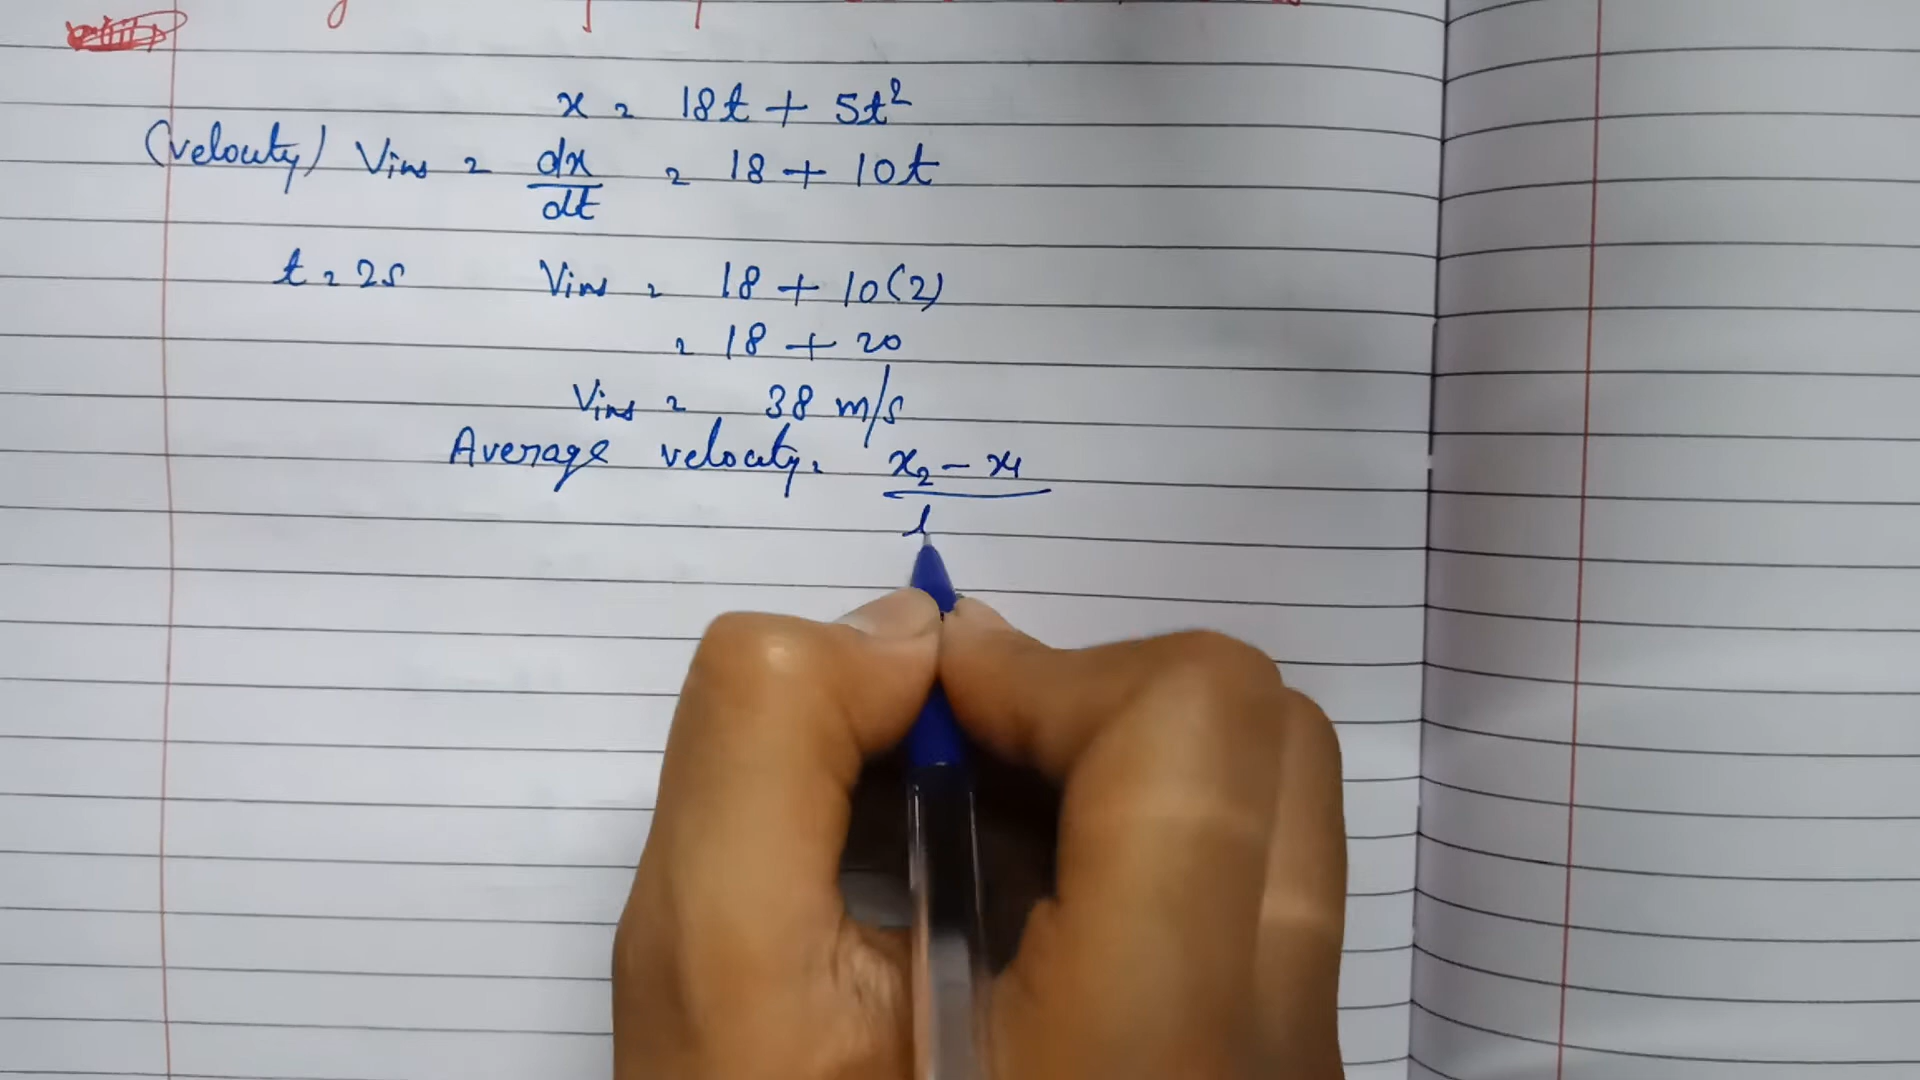 x = 18t + 5t²
(velocity) Vins = dx/dt = 18 + 10t
t = 2s Vins = 18 + 10(2)
= 18 + 20
Vins = 38 m/s
Average velocity = x₂ - x₁